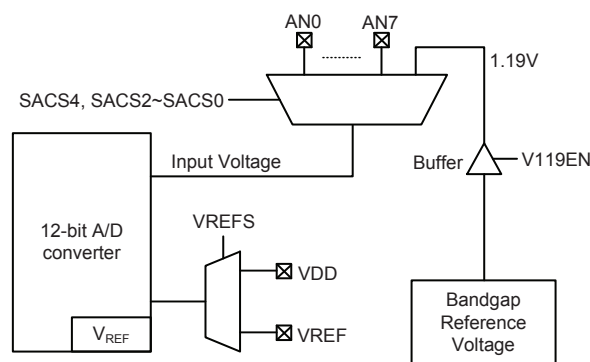 AN0
AN7
1.19V
SACS4, SACS2~SACS0
Input Voltage
Buffer
V119EN
12-bit A/D
converter
VREFS
VDD
VREF
VREF
Bandgap
Reference
Voltage